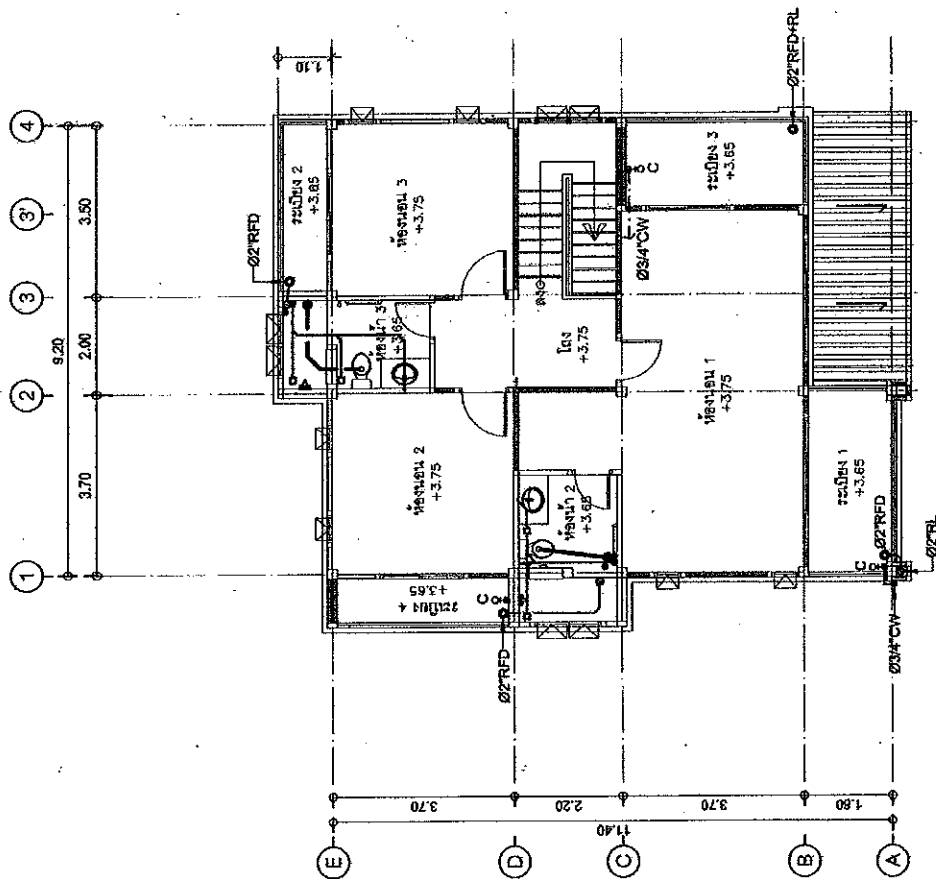 4
3'
3
2
1
3.50
2.00
3.70
9.20
1.10
ระเบียง 2
+3.65
Ø2"RFD
ห้องนอน 3
+3.75
ห้องน้ำ 3
+3.65
ห้องนอน 2
+3.75
ระเบียง 4
+3.65
Ø2"RFD
C
ลง
โถง
+3.75
ห้องน้ำ 2
+3.65
ห้องนอน 1
+3.75
Ø3/4"CW
C
ระเบียง 3
+3.65
Ø2"RFD+RL
ระเบียง 1
+3.65
C
Ø2"RFD
Ø3/4"CW
Ø2"RL
3.70
2.20
3.70
1.80
11.40
E
D
C
B
A